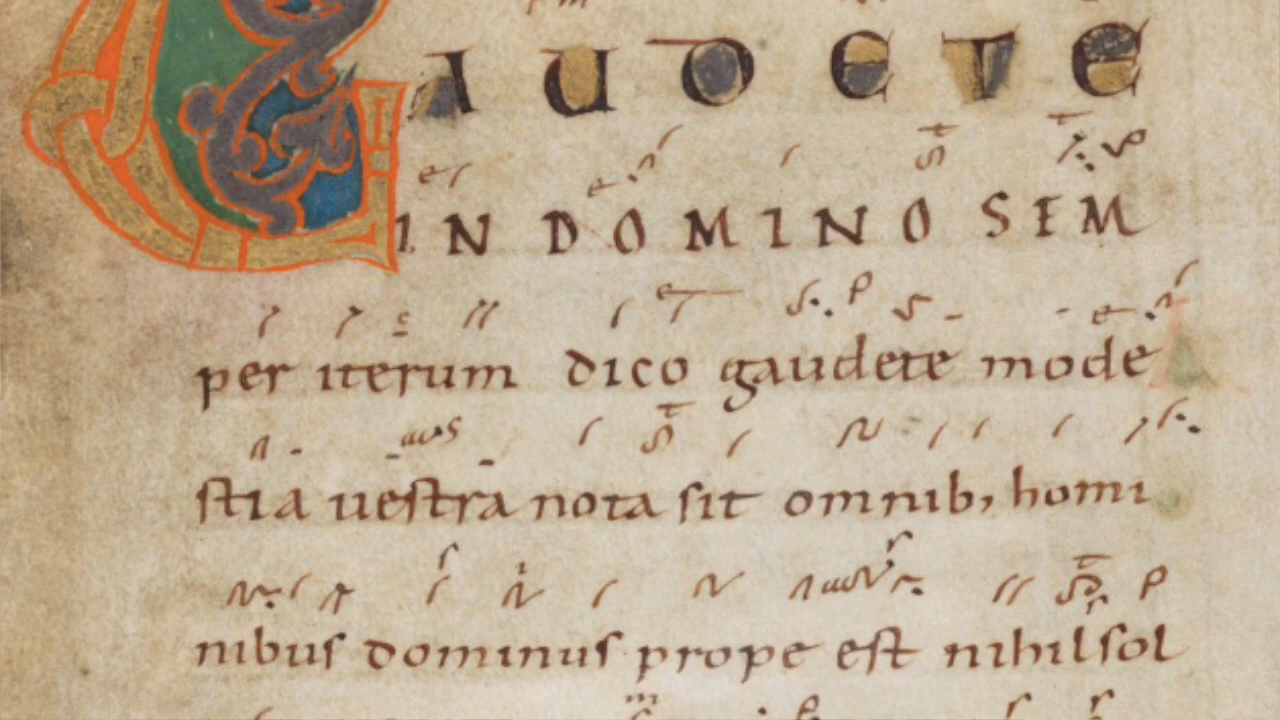 GAUDETE
IN DOMINO SEM
per iterum dico gaudete mode
stia uestra nota sit omnib, homi
nibus dominus prope est nihil sol